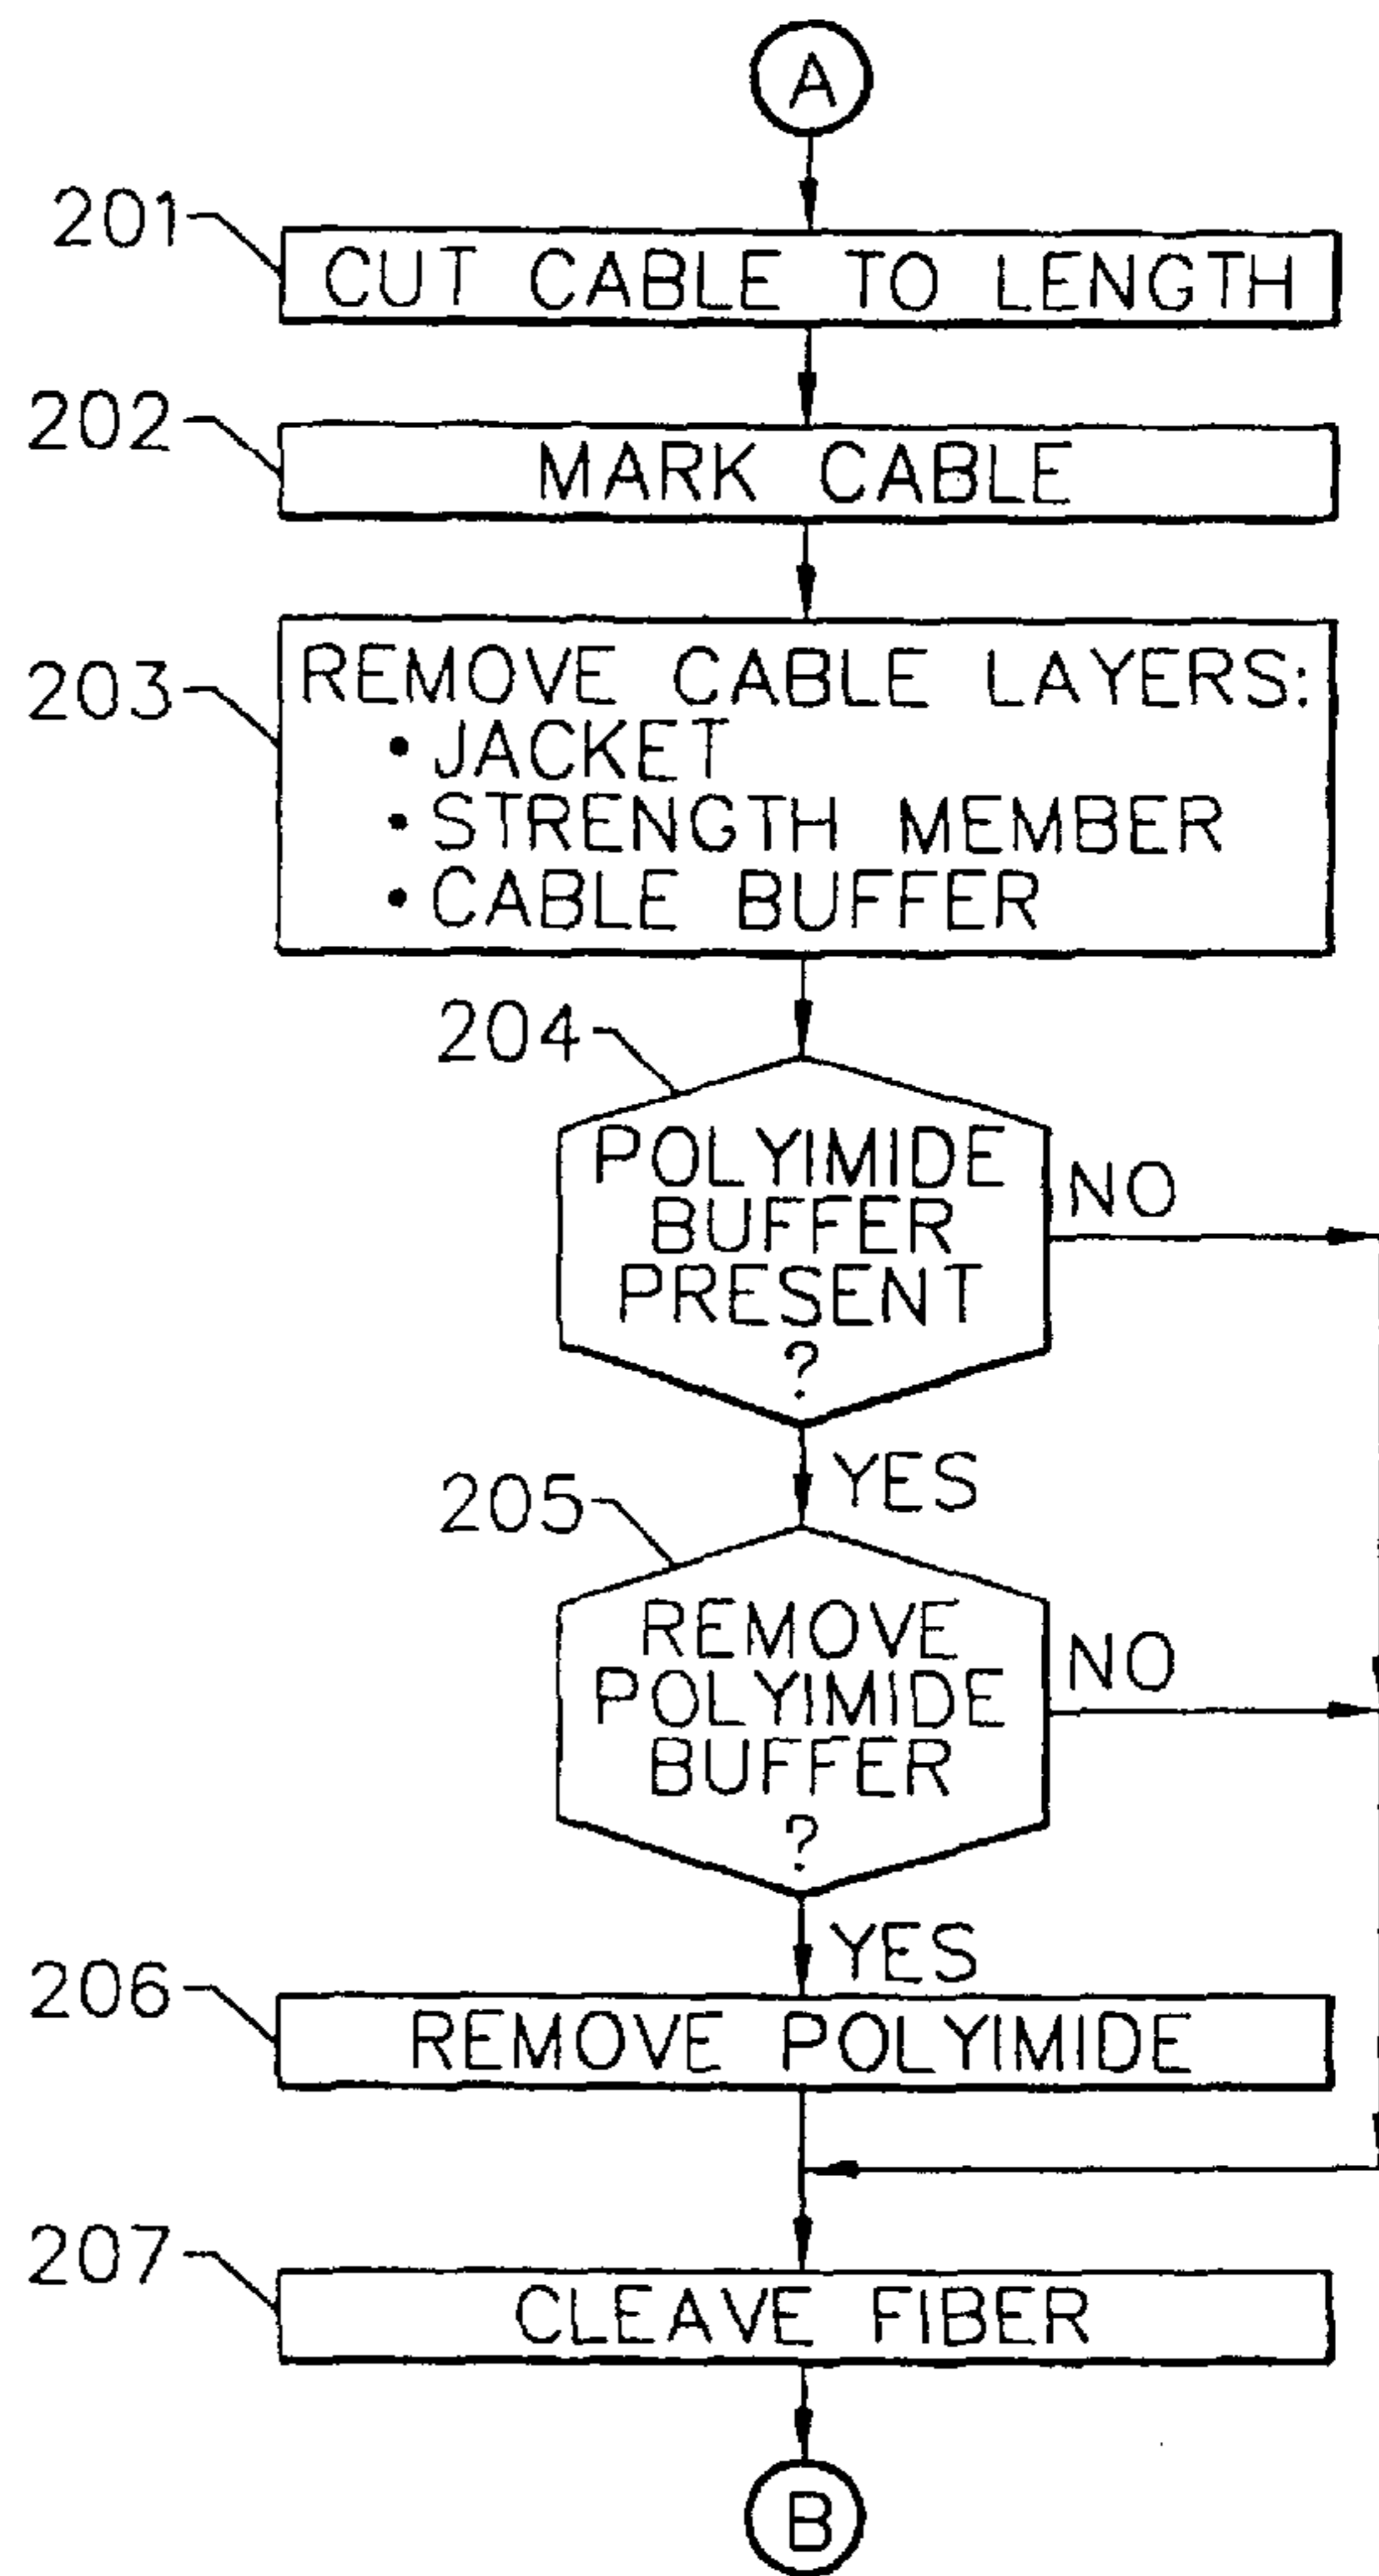 A
201
CUT CABLE TO LENGTH
202
MARK CABLE
203
REMOVE CABLE LAYERS:
• JACKET
• STRENGTH MEMBER
• CABLE BUFFER
204
POLYIMIDE
BUFFER
PRESENT
?
NO
YES
205
REMOVE
POLYIMIDE
BUFFER
?
NO
YES
206
REMOVE POLYIMIDE
207
CLEAVE FIBER
B